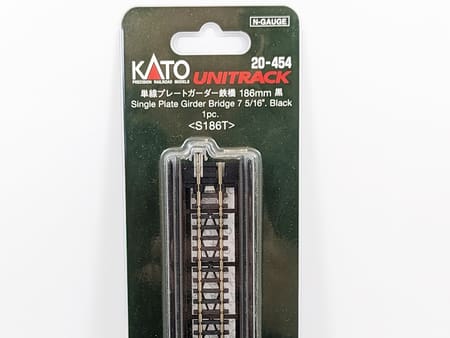 N-GAUGE
KATO
PRECISION RAILROAD MODELS
UNITRACK
20-454
単線プレートガーダー鉄橋 186mm 黒
Single Plate Girder Bridge 7 5/16". Black
1pc.
<S186T>